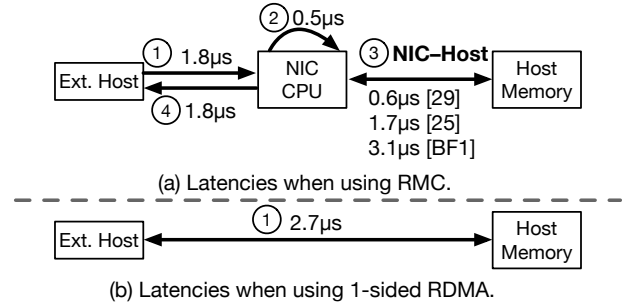 ② 0.5µs
① 1.8µs
③ NIC–Host
Ext. Host
NIC
CPU
Host
Memory
④ 1.8µs
0.6µs [29]
1.7µs [25]
3.1µs [BF1]
(a) Latencies when using RMC.
① 2.7µs
Ext. Host
Host
Memory
(b) Latencies when using 1-sided RDMA.